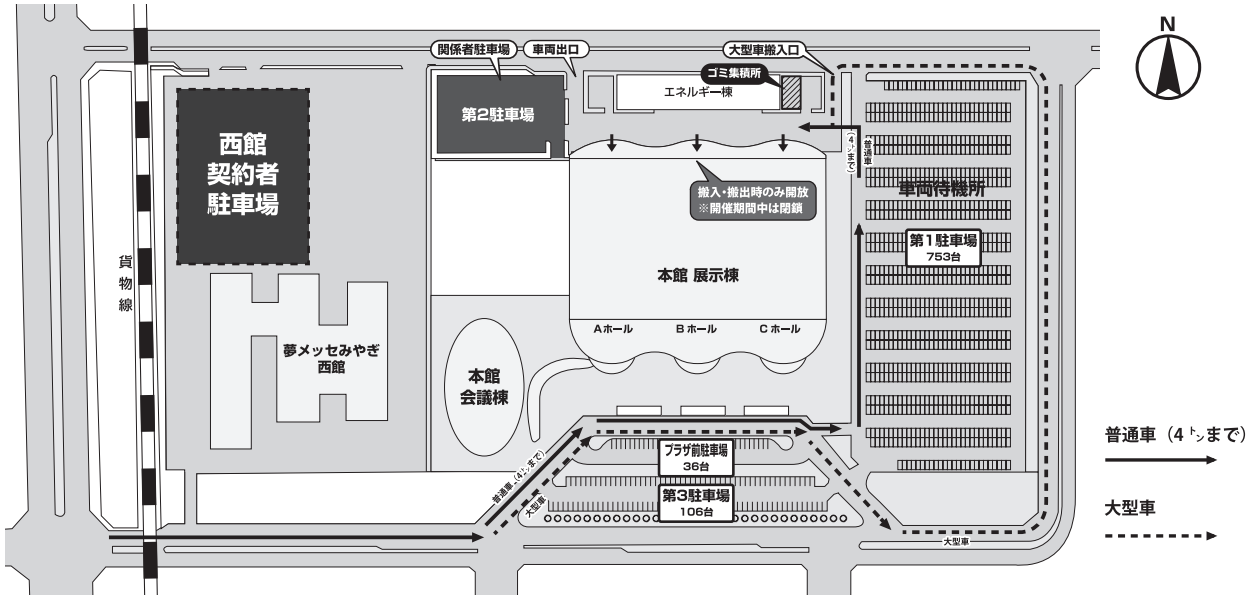 N
関係者駐車場
車両出口
大型車搬入口
ゴミ集積所
エネルギー棟
第2駐車場
西館
契約者
駐車場
普通車
(4㌧まで)
搬入・搬出時のみ開放
※開催期間中は閉鎖
車両待機所
第1駐車場
753台
貨物線
本館 展示棟
Aホール
Bホール
Cホール
夢メッセみやぎ
西館
本館
会議棟
普通車(4㌧まで)
大型車
プラザ前駐車場
36台
第3駐車場
106台
大型車
普通車（4㌧まで）
大型車